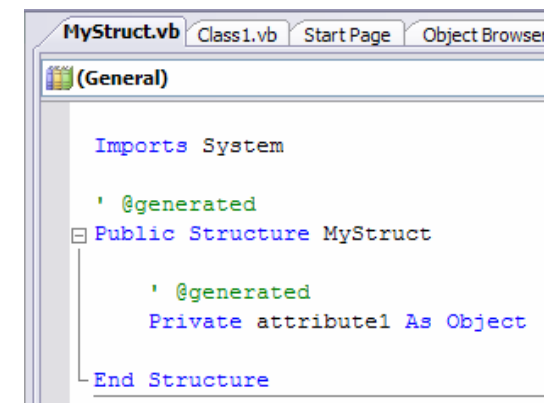 MyStruct.vb Class1.vb Start Page Object Browser
(General)
Imports System
' @generated
Public Structure MyStruct
' @generated
Private attribute1 As Object
End Structure